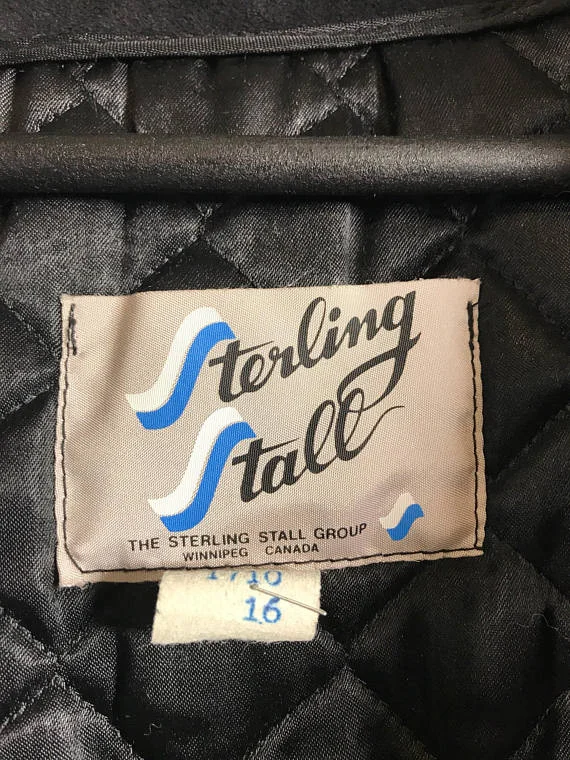 Sterling
Stall
THE STERLING STALL GROUP
WINNIPEG CANADA
16